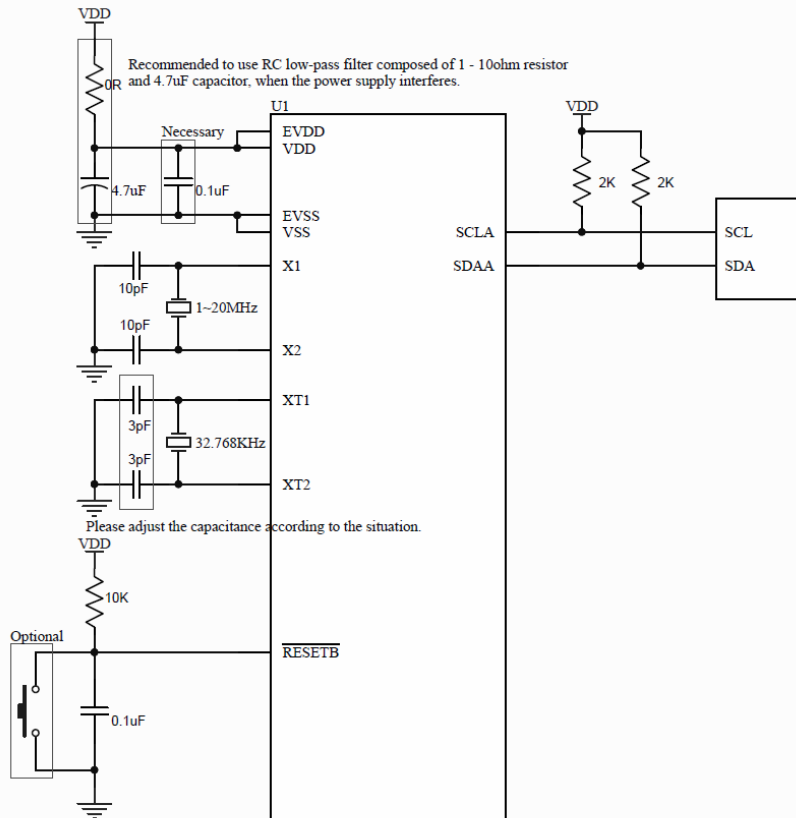 VDD
0R
Recommended to use RC low-pass filter composed of 1 - 10ohm resistor
and 4.7uF capacitor, when the power supply interferes.
U1
Necessary
4.7uF
0.1uF
EVDD
VDD
EVSS
VSS
VDD
2K
2K
SCLA
SCL
SDAA
SDA
X1
10pF
1~20MHz
10pF
X2
XT1
3pF
32.768KHz
3pF
XT2
Please adjust the capacitance according to the situation.
VDD
10K
Optional
RESETB
0.1uF